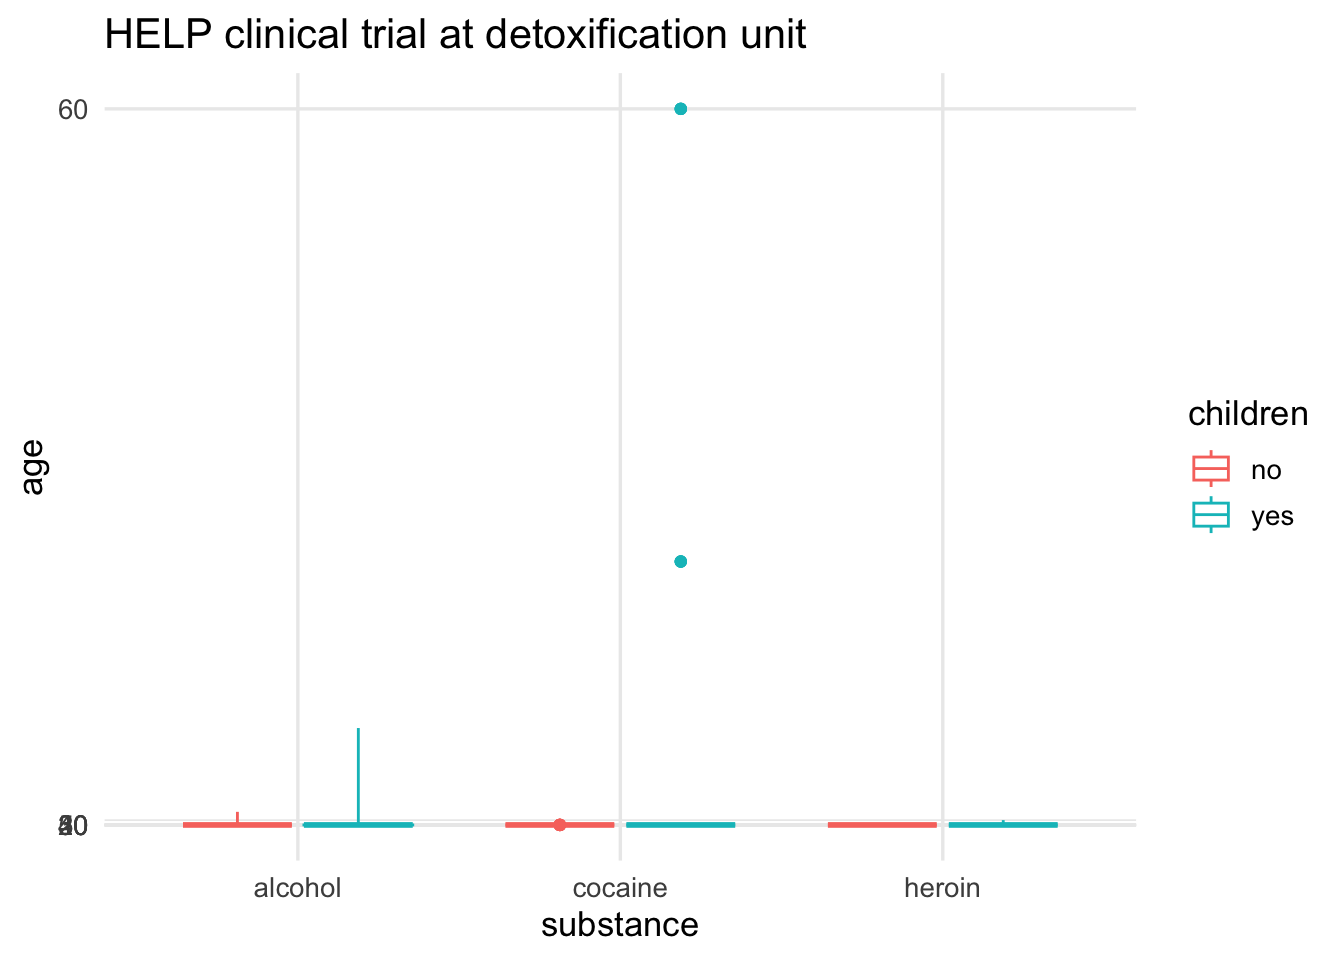 HELP clinical trial at detoxification unit
60
age
alcohol
cocaine
heroin
substance
children
no
yes